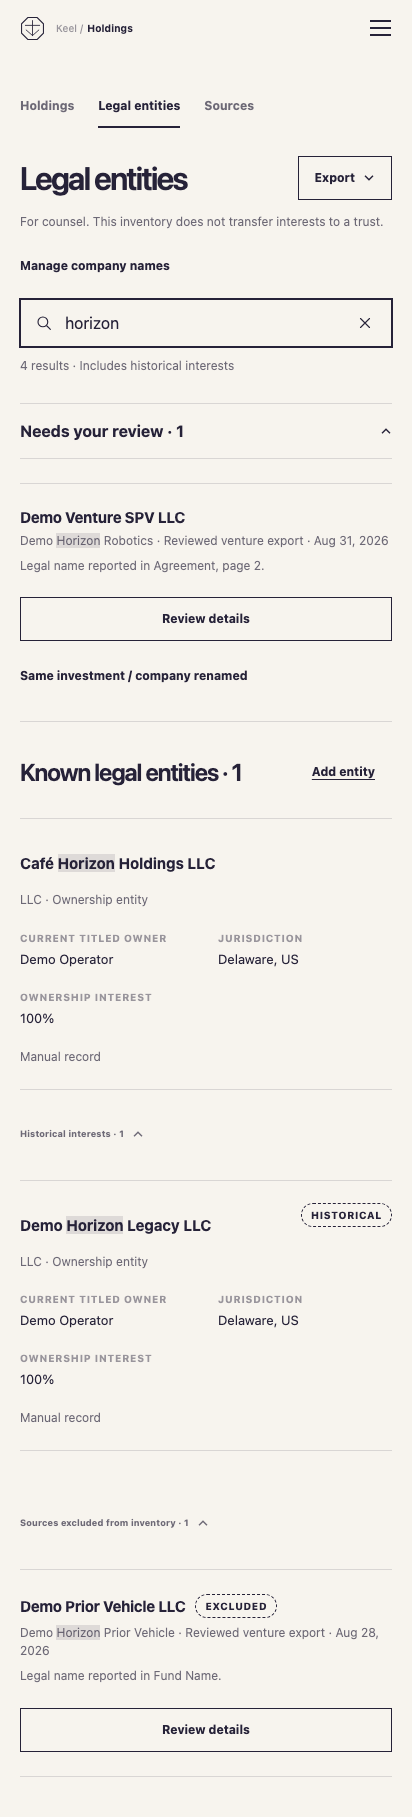 Keel / Holdings
Holdings Legal entities Sources
Legal entities
Export
For counsel. This inventory does not transfer interests to a trust.
Manage company names
horizon
4 results · Includes historical interests
Needs your review · 1
Demo Venture SPV LLC
Demo Horizon Robotics · Reviewed venture export · Aug 31, 2026
Legal name reported in Agreement, page 2.
Review details
Same investment / company renamed
Known legal entities · 1
Add entity
Café Horizon Holdings LLC
LLC · Ownership entity
CURRENT TITLED OWNER JURISDICTION
Demo Operator Delaware, US
OWNERSHIP INTEREST
100%
Manual record
Historical interests · 1
HISTORICAL
Demo Horizon Legacy LLC
LLC · Ownership entity
CURRENT TITLED OWNER JURISDICTION
Demo Operator Delaware, US
OWNERSHIP INTEREST
100%
Manual record
Sources excluded from inventory · 1
Demo Prior Vehicle LLC EXCLUDED
Demo Horizon Prior Vehicle · Reviewed venture export · Aug 28,
2026
Legal name reported in Fund Name.
Review details